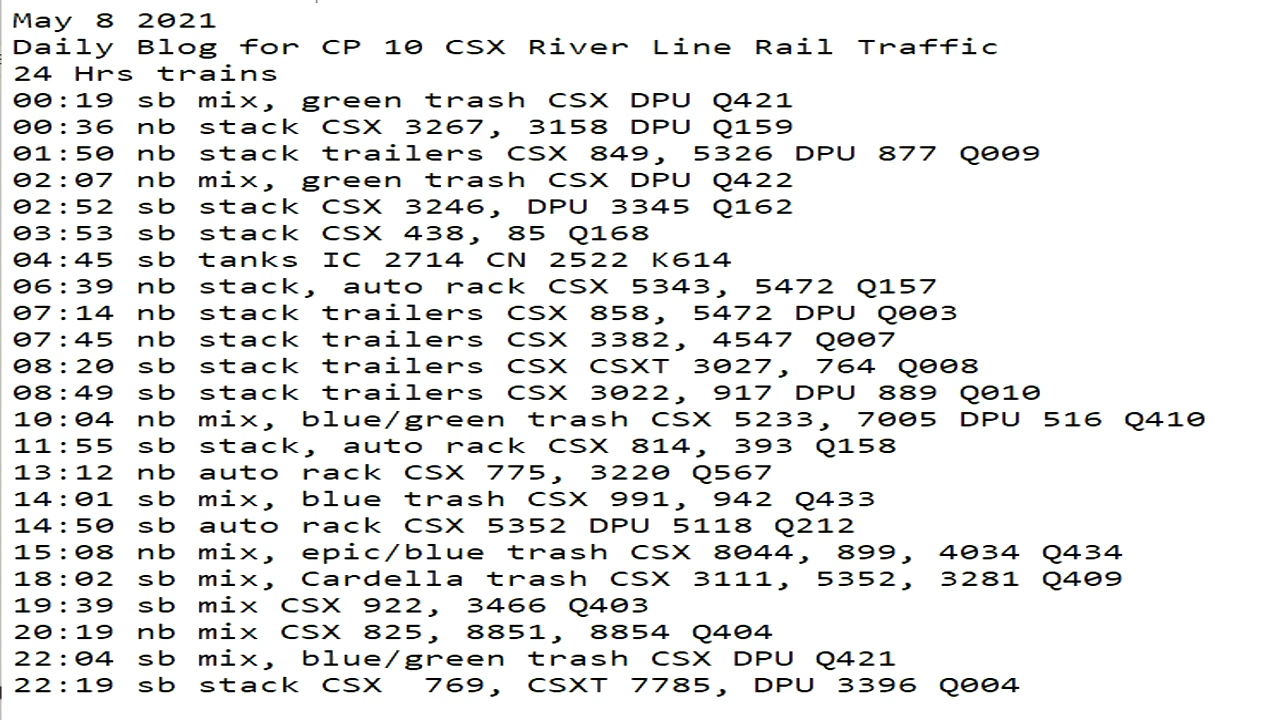 May 8 2021
Daily Blog for CP 10 CSX River Line Rail Traffic
24 Hrs trains
00:19 sb mix, green trash CSX DPU Q421
00:36 nb stack CSX 3267, 3158 DPU Q159
01:50 nb stack trailers CSX 849, 5326 DPU 877 Q009
02:07 nb mix, green trash CSX DPU Q422
02:52 sb stack CSX 3246, DPU 3345 Q162
03:53 sb stack CSX 438, 85 Q168
04:45 sb tanks IC 2714 CN 2522 K614
06:39 nb stack, auto rack CSX 5343, 5472 Q157
07:14 nb stack trailers CSX 858, 5472 DPU Q003
07:45 nb stack trailers CSX 3382, 4547 Q007
08:20 sb stack trailers CSX CSXT 3027, 764 Q008
08:49 sb stack trailers CSX 3022, 917 DPU 889 Q010
10:04 nb mix, blue/green trash CSX 5233, 7005 DPU 516 Q410
11:55 sb stack, auto rack CSX 814, 393 Q158
13:12 nb auto rack CSX 775, 3220 Q567
14:01 sb mix, blue trash CSX 991, 942 Q433
14:50 sb auto rack CSX 5352 DPU 5118 Q212
15:08 nb mix, epic/blue trash CSX 8044, 899, 4034 Q434
18:02 sb mix, Cardella trash CSX 3111, 5352, 3281 Q409
19:39 sb mix CSX 922, 3466 Q403
20:19 nb mix CSX 825, 8851, 8854 Q404
22:04 sb mix, blue/green trash CSX DPU Q421
22:19 sb stack CSX  769, CSXT 7785, DPU 3396 Q004